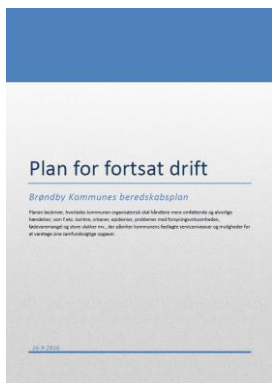 Plan for fortsat drift
Brøndby Kommunes beredskabsplan
Planen beskriver, hvorledes kommunen organisatorisk skal håndtere mere omfattende og alvorlige
hændelser, som f.eks. isvintre, orkaner, epidemier, problemer med forsyningsvirksomheden,
fødevaremangel og store ulykker mv., der påvirker kommunens fastlagte serviceniveauer og muligheder for
at varetage sine samfundsvigtige opgaver.